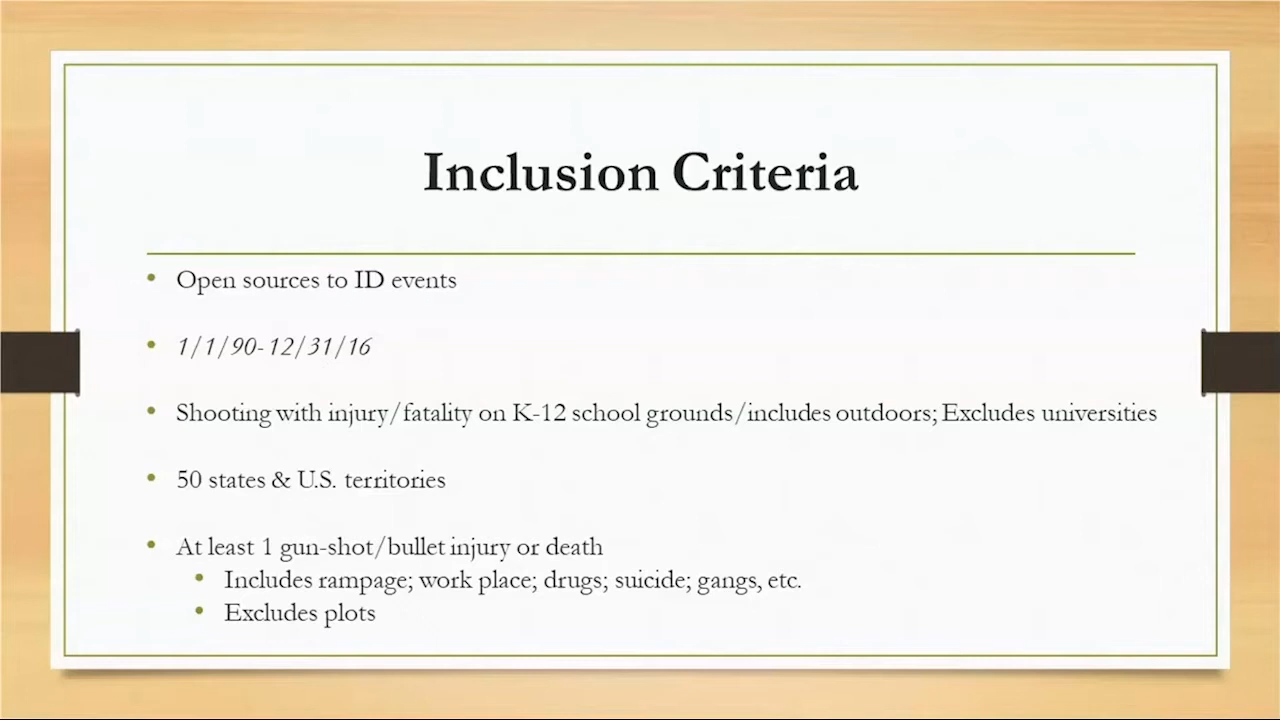 Inclusion Criteria
• Open sources to ID events
• 1/1/90-12/31/16
• Shooting with injury/fatality on K-12 school grounds/includes outdoors; Excludes universities
• 50 states & U.S. territories
• At least 1 gun-shot/bullet injury or death
• Includes rampage; work place; drugs; suicide; gangs, etc.
• Excludes plots